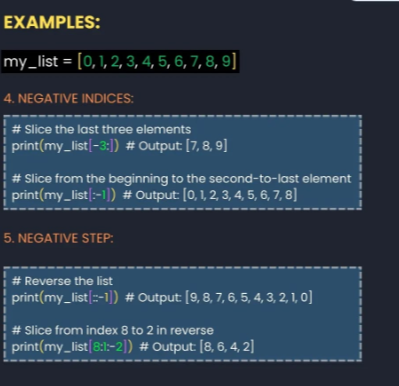 EXAMPLES:
my_list = [0, 1, 2, 3, 4, 5, 6, 7, 8, 9]
4. NEGATIVE INDICES:
# Slice the last three elements
print(my_list[-3:]) # Output: [7, 8, 9]
# Slice from the beginning to the second-to-last element
print(my_list[:-1]) # Output: [0, 1, 2, 3, 4, 5, 6, 7, 8]
5. NEGATIVE STEP:
# Reverse the list
print(my_list[::-1]) # Output: [9, 8, 7, 6, 5, 4, 3, 2, 1, 0]
# Slice from index 8 to 2 in reverse
print(my_list[8:1:-2]) # Output: [8, 6, 4, 2]